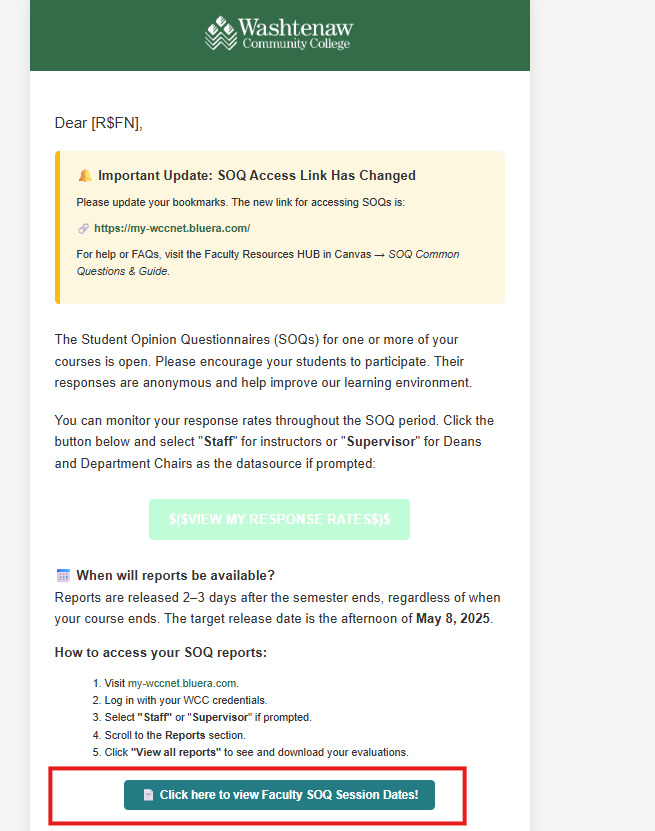 Washtenaw
Community College
Dear [R$FN],
🔔 Important Update: SOQ Access Link Has Changed
Please update your bookmarks. The new link for accessing SOQs is:
🔗 https://my-wccnet.bluera.com/
For help or FAQs, visit the Faculty Resources HUB in Canvas → SOQ Common
Questions & Guide.
The Student Opinion Questionnaires (SOQs) for one or more of your
courses is open. Please encourage your students to participate. Their
responses are anonymous and help improve our learning environment.
You can monitor your response rates throughout the SOQ period. Click the
button below and select "Staff" for instructors or "Supervisor" for Deans
and Department Chairs as the datasource if prompted:
$($VIEW MY RESPONSE RATES$)$
📅 When will reports be available?
Reports are released 2–3 days after the semester ends, regardless of when
your course ends. The target release date is the afternoon of May 8, 2025.
How to access your SOQ reports:
1. Visit my-wccnet.bluera.com.
2. Log in with your WCC credentials.
3. Select "Staff" or "Supervisor" if prompted.
4. Scroll to the Reports section.
5. Click "View all reports" to see and download your evaluations.
Click here to view Faculty SOQ Session Dates!